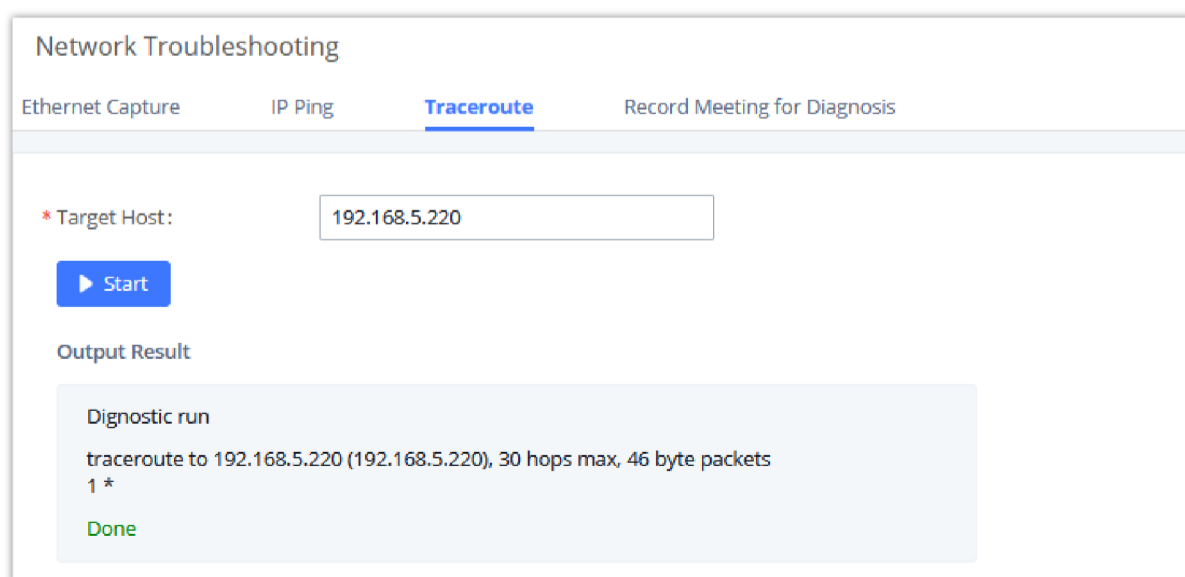 Network Troubleshooting
Ethernet Capture IP Ping Traceroute Record Meeting for Diagnosis
* Target Host: 192.168.5.220
Start
Output Result
Dignostic run
traceroute to 192.168.5.220 (192.168.5.220), 30 hops max, 46 byte packets
1 *
Done